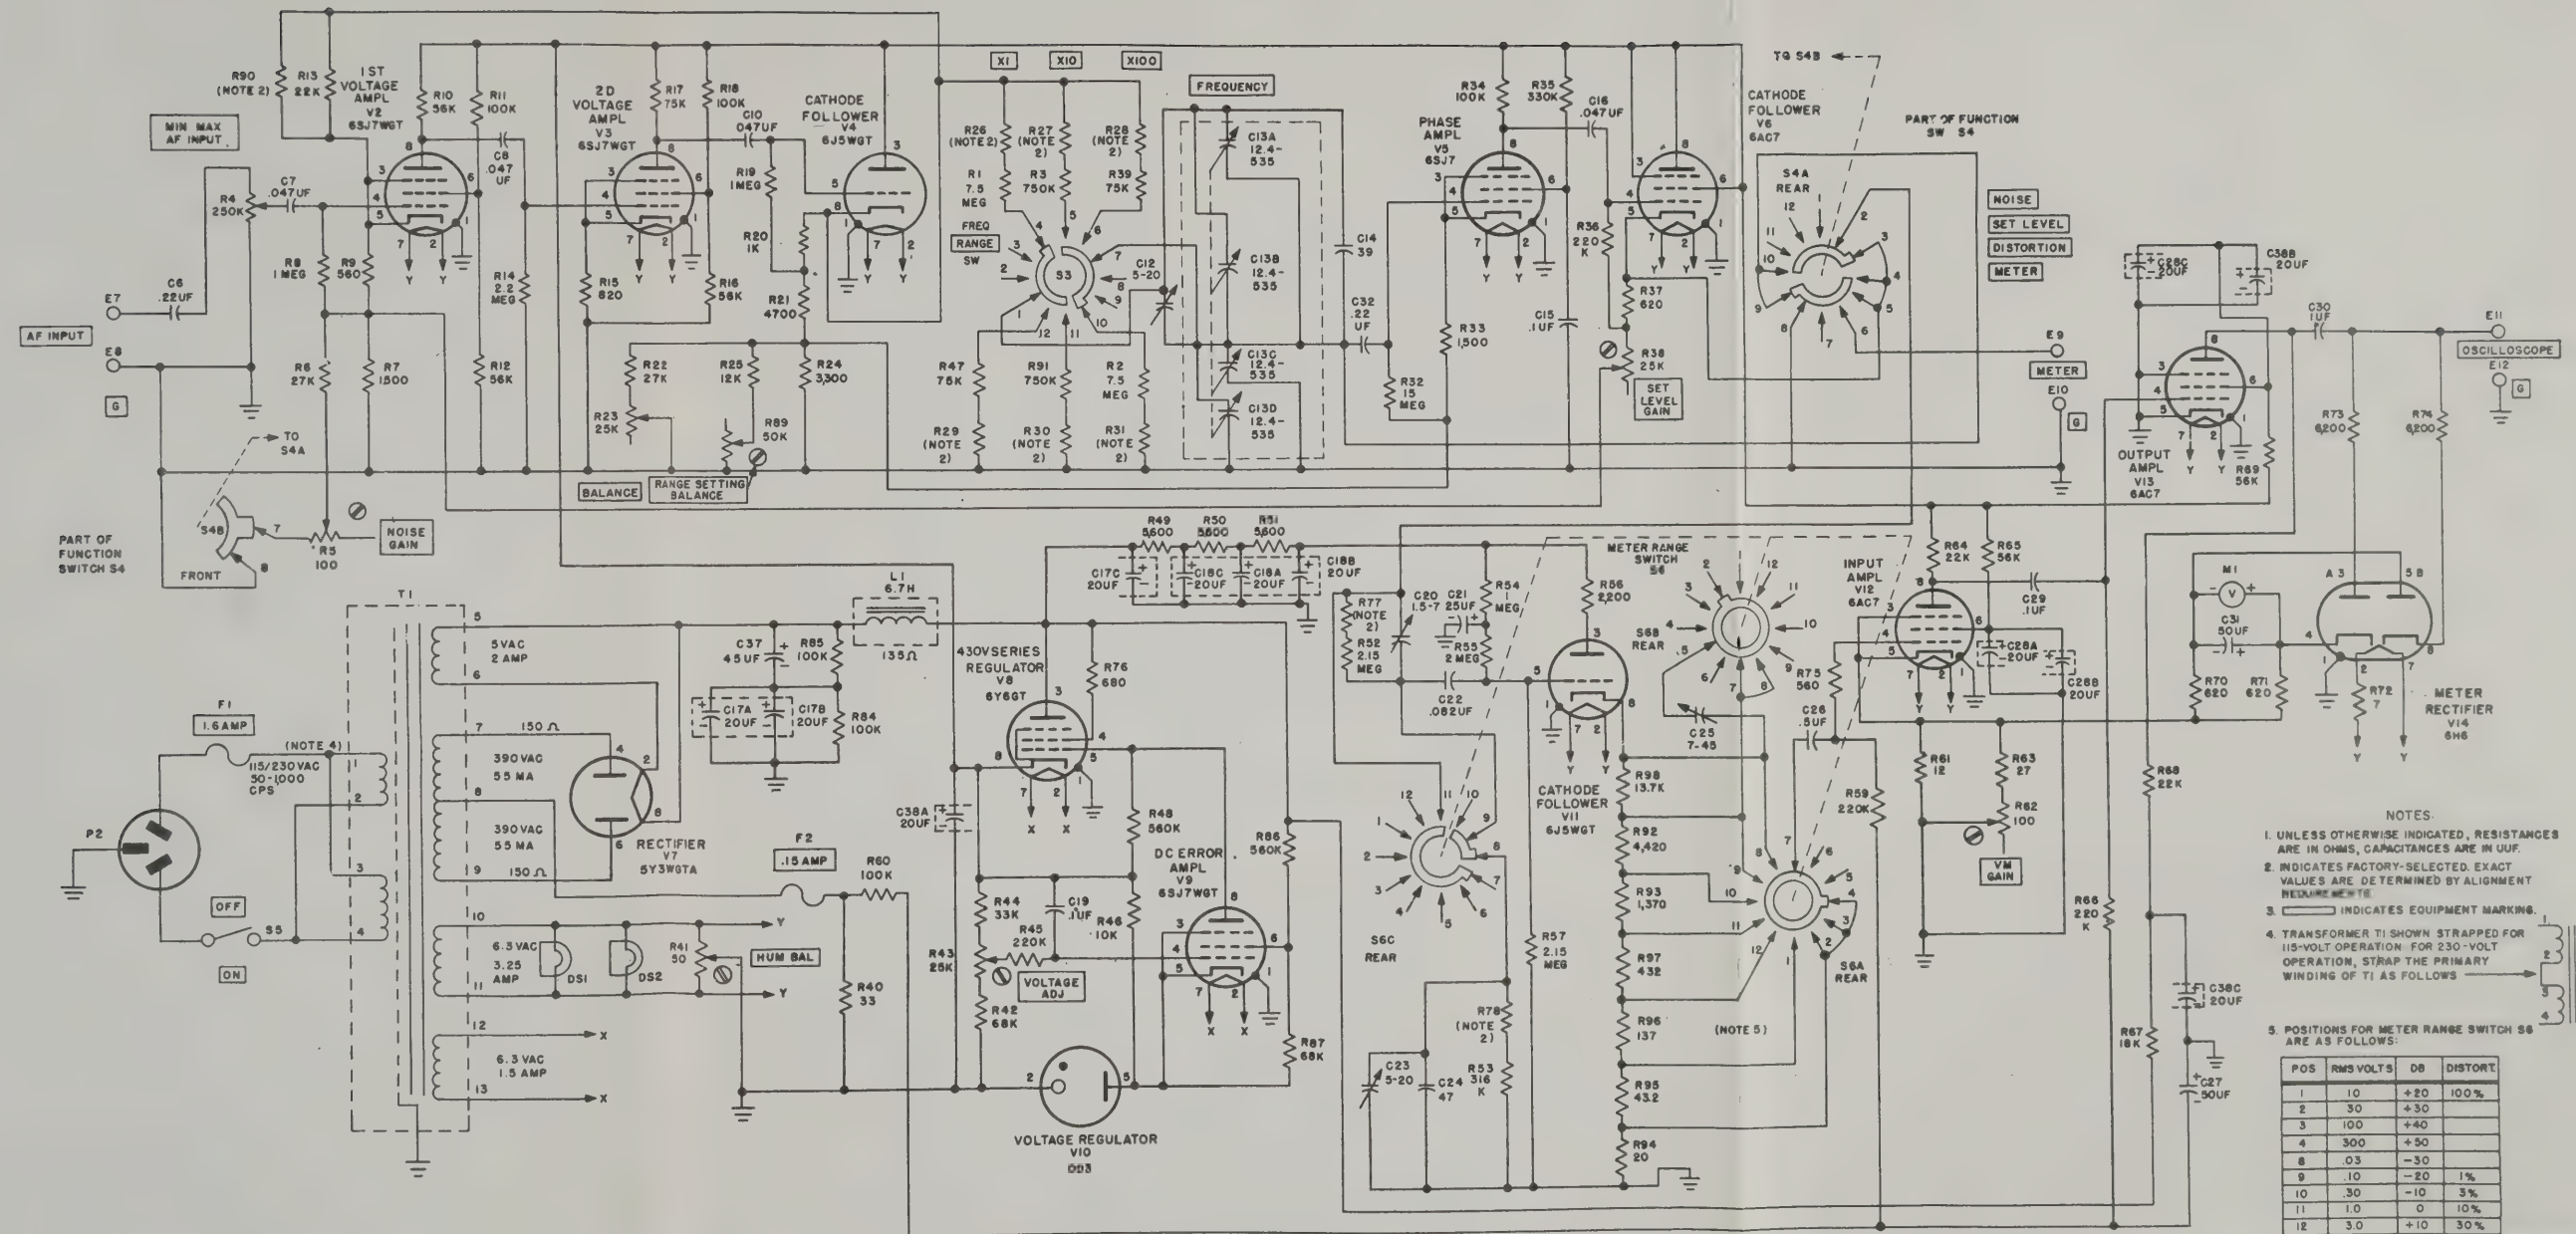 X1
X10
X100
TO S4B
R90
(NOTE 2)
R13
22K
1 ST
VOLTAGE
AMPL
V2
6SJ7WGT
R10
56K
R11
100K
2D
VOLTAGE
AMPL
V3
6SJ7WGT
R17
75K
R18
100K
C10
.047UF
CATHODE
FOLLOWER
V4
6J5WGT
FREQUENCY
R34
100K
R35
330K
C16
.047UF
CATHODE
FOLLOWER
V6
6AC7
PART OF FUNCTION
SW S4
MIN MAX
AF INPUT
C8
.047
UF
R26
(NOTE 2)
R27
(NOTE
2)
R28
(NOTE
2)
C13A
12.4-
535
PHASE
AMPL
V5
6SJ7
S4A
REAR
R4
250K
C7
.047UF
R19
1MEG
R1
7.5
MEG
R3
750K
R39
75K
NOISE
SET LEVEL
DISTORTION
METER
R8
1 MEG
R9
560
R14
2.2
MEG
R15
820
R16
56K
R20
1K
R21
4700
FREQ
RANGE
SW
S3
C12
5-20
C13B
12.4-
535
C14
39
R36
220
K
R37
620
C28C
20UF
C38B
20UF
E7
C6
.22UF
AF INPUT
E8
G
R6
27K
R7
1500
R12
56K
R22
27K
R25
12K
R24
3,300
R23
25K
R89
50K
R47
75K
R91
750K
R2
7.5
MEG
R29
(NOTE
2)
R30
(NOTE
2)
R31
(NOTE
2)
C13C
12.4-
535
C13D
12.4-
535
C32
.22
UF
R33
1,500
R32
15
MEG
C15
.1UF
R38
25K
SET
LEVEL
GAIN
E9
METER
E10
G
C30
1UF
E11
OSCILLOSCOPE
E12
G
R73
6,200
R74
6,200
OUTPUT
AMPL
V13
6AC7
R69
56K
TO
S4A
BALANCE
RANGE SETTING
BALANCE
PART OF
FUNCTION
SWITCH S4
S4B
FRONT
R5
100
NOISE
GAIN
R49
5,600
R50
5,600
R51
5,600
C17C
20UF
C18C
20UF
C18A
20UF
C18B
20UF
METER RANGE
SWITCH
S6
INPUT
AMPL
V12
6AC7
R64
22K
R65
56K
C29
.1UF
T1
5VAC
2 AMP
L1
6.7H
135Ω
C37
45UF
R85
100K
C17A
20UF
C17B
20UF
R84
100K
430V SERIES
REGULATOR
V8
6Y6GT
R76
680
R77
(NOTE
2)
R52
2.15
MEG
C20
1.5-7
C21
25UF
R54
1
MEG
R55
2 MEG
R56
2,200
C22
.082UF
S6B
REAR
R75
560
C26
.5UF
C25
7-45
C28A
20UF
C28B
20UF
M1
V
C31
50UF
R70
620
R71
620
R72
7
METER
RECTIFIER
V14
6H6
F1
1.6AMP
(NOTE 4)
115/230VAC
50-1000
CPS
P2
150 Ω
390 VAC
55 MA
390 VAC
55 MA
150 Ω
RECTIFIER
V7
5Y3WGTA
F2
.15 AMP
R60
100K
C38A
20UF
R48
560K
DC ERROR
AMPL
V9
6SJ7WGT
R86
560K
CATHODE
FOLLOWER
V11
6J5WGT
R98
13.7K
R92
4,420
R93
1,370
R97
432
R96
137
R95
43.2
R94
20
R59
220K
R61
12
R63
27
R62
100
VM
GAIN
R68
22K
R66
220
K
R67
18K
C38C
20UF
C27
50UF
OFF
S5
ON
6.3 VAC
3.25
AMP
DS1
DS2
R41
50
HUM BAL
6.3 VAC
1.5 AMP
R40
33
R44
33K
C19
.1UF
R46
10K
R45
220K
R43
25K
VOLTAGE
ADJ
R42
68K
R87
68K
VOLTAGE REGULATOR
V10
OD3
S6C
REAR
R57
2.15
MEG
R78
(NOTE
2)
R53
316
K
C23
5-20
C24
47
S6A
REAR
(NOTE 5)
NOTES:
1. UNLESS OTHERWISE INDICATED, RESISTANCES
ARE IN OHMS, CAPACITANCES ARE IN UUF.
2. INDICATES FACTORY-SELECTED. EXACT
VALUES ARE DETERMINED BY ALIGNMENT
REQUIREMENTS.
3. INDICATES EQUIPMENT MARKING.
4. TRANSFORMER T1 SHOWN STRAPPED FOR
115-VOLT OPERATION. FOR 230-VOLT
OPERATION, STRAP THE PRIMARY
WINDING OF T1 AS FOLLOWS
5. POSITIONS FOR METER RANGE SWITCH S6
ARE AS FOLLOWS:
POS RMS VOLTS DB DISTORT
1 10 +20 100%
2 30 +30
3 100 +40
4 300 +50
8 .03 -30
9 .10 -20 1%
10 .30 -10 3%
11 1.0 0 10%
12 3.0 +10 30%